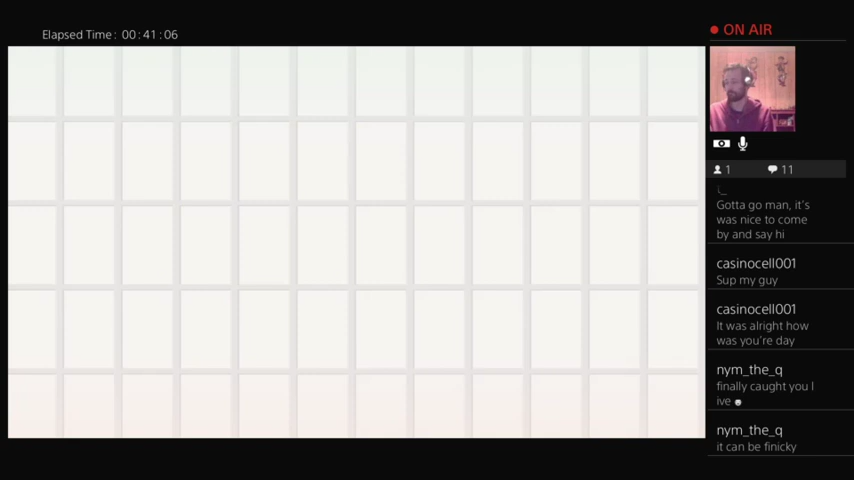 Elapsed Time: 00:41:06
ON AIR
1
11
Gotta go man, it's
was nice to come
by and say hi
casinocell001
Sup my guy
casinocell001
It was alright how
was you're day
nym_the_q
finally caught you l
ive
nym_the_q
it can be finicky